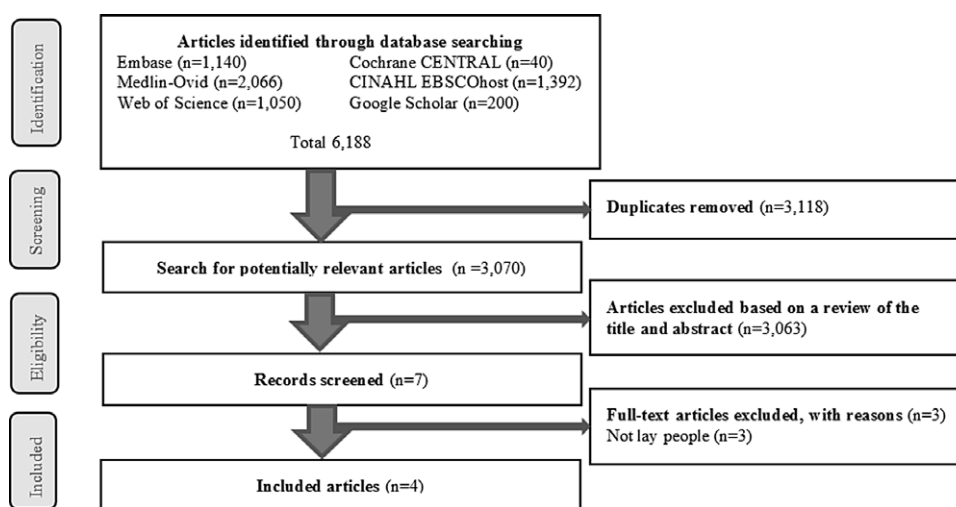 Identification
Articles identified through database searching
Embase (n=1,140) Cochrane CENTRAL (n=40)
Medlin-Ovid (n=2,066) CINAHL EBSCOhost (n=1,392)
Web of Science (n=1,050) Google Scholar (n=200)
Total 6,188
Screening
Duplicates removed (n=3,118)
Search for potentially relevant articles (n =3,070)
Eligibility
Articles excluded based on a review of the
title and abstract (n=3,063)
Records screened (n=7)
Included
Full-text articles excluded, with reasons (n=3)
Not lay people (n=3)
Included articles (n=4)